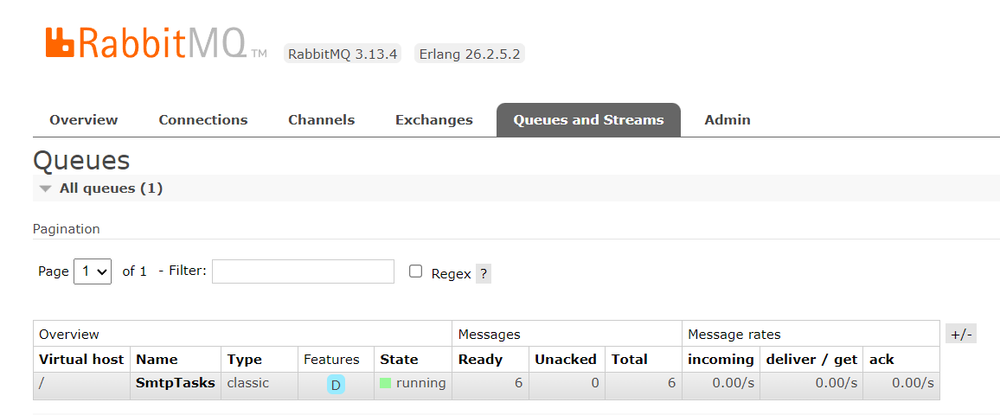 RabbitMQ TM RabbitMQ 3.13.4 Erlang 26.2.5.2
Overview Connections Channels Exchanges Queues and Streams Admin
Queues
All queues (1)
Pagination
Page 1 of 1 - Filter: Regex ?
Overview Messages Message rates +/-
Virtual host Name Type Features State Ready Unacked Total incoming deliver / get ack
/ SmtpTasks classic D running 6 0 6 0.00/s 0.00/s 0.00/s